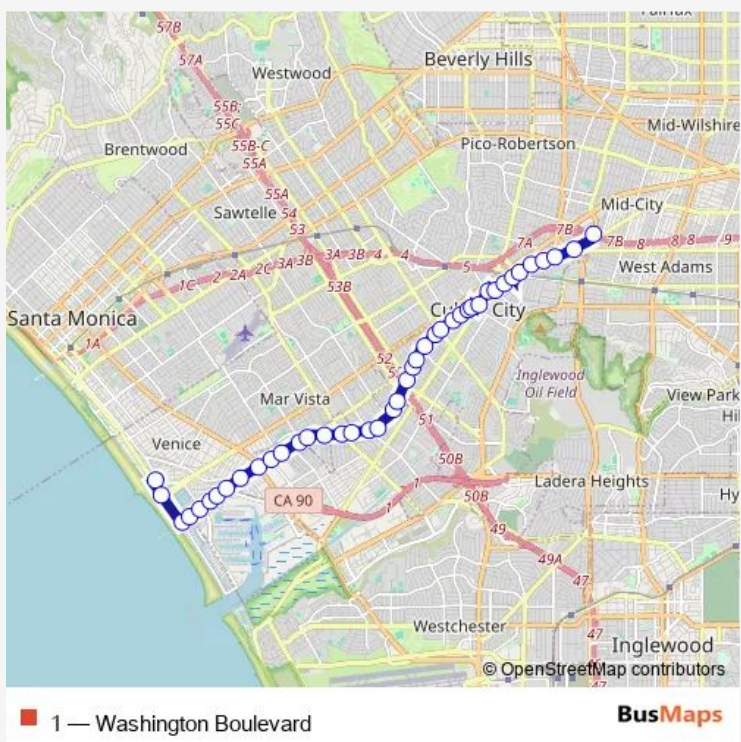 Fairfax
57B
57A
Westwood
Beverly Hills
55B;
55C
Mid-Wilshire
Brentwood
55B-C
Pico-Robertson
55A
55A
Sawtelle 54
Mid-City
53
7B
7A
7B 8 8 8 9
3A 3B 4 4 5
1C 2 2A 2C 3A 3B
West Adams
53B
Santa Monica
Culver City
1A
52
Inglewood
Oil Field
Mar Vista
View Park
51
Venice
50B
Ladera Heights
CA 90
1 1
50B
49
49A
47
Westchester
47
Inglewood
© OpenStreetMap contributors
47
1 — Washington Boulevard
BusMaps